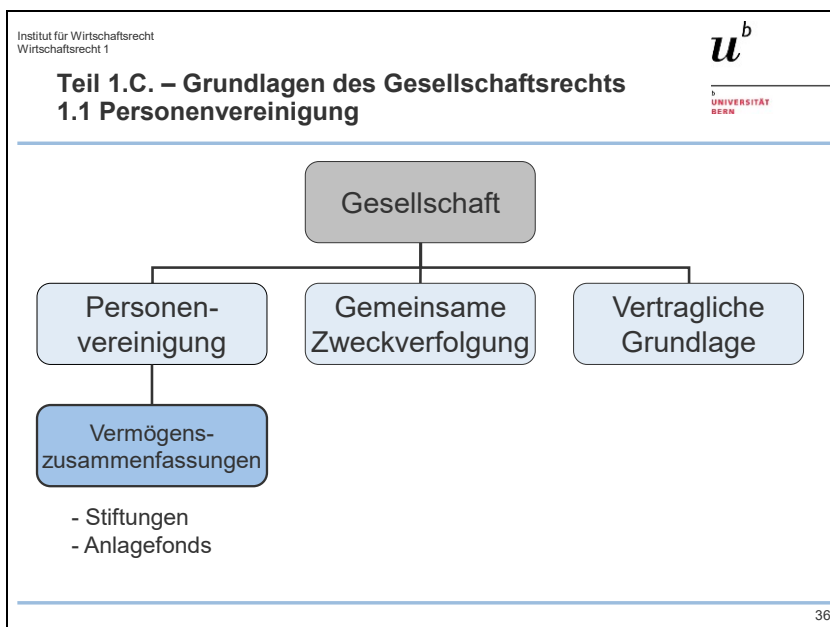 Institut für Wirtschaftsrecht
Wirtschaftsrecht 1
u^b
b
UNIVERSITÄT
BERN
Teil 1.C. – Grundlagen des Gesellschaftsrechts
1.1 Personenvereinigung
Gesellschaft
Personen-
vereinigung
Gemeinsame
Zweckverfolgung
Vertragliche
Grundlage
Vermögens-
zusammenfassungen
- Stiftungen
- Anlagefonds
36